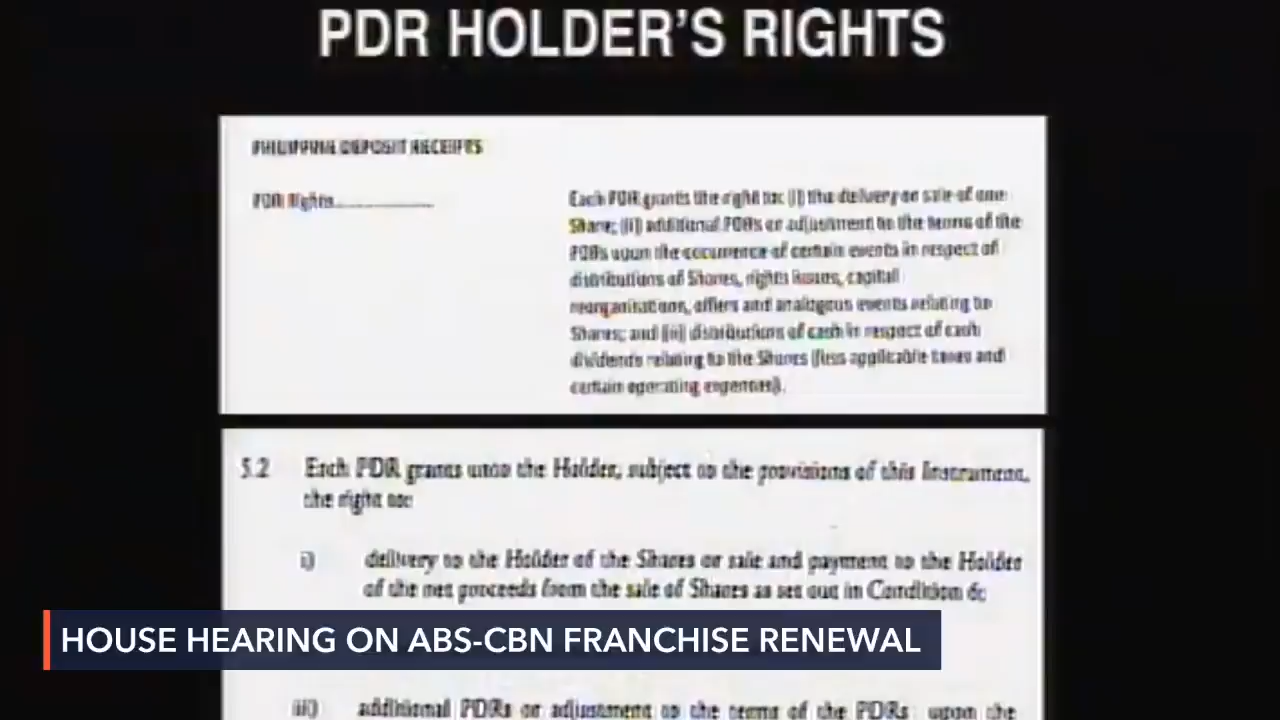 PDR HOLDER'S RIGHTS
PHILIPPINE DEPOSIT RECEIPTS
PDR Rights....................
Each PDR grants the right to: (i) the delivery or sale of one
Share; (ii) additional PDRs or adjustment to the terms of the
PDRs upon the occurrence of certain events in respect of
distributions of Shares, rights issues, capital
reorganisations, offers and analogous events relating to
Shares; and (iii) distributions of cash in respect of cash
dividends relating to the Shares (less applicable taxes and
certain operating expenses).
5.2 Each PDR grants unto the Holder, subject to the provisions of this Instrument,
the right to:
i) delivery to the Holder of the Shares or sale and payment to the Holder
of the net proceeds from the sale of Shares as set out in Condition 6;
HOUSE HEARING ON ABS-CBN FRANCHISE RENEWAL
additional PDRs or adjustment to the terms of the PDRs upon the